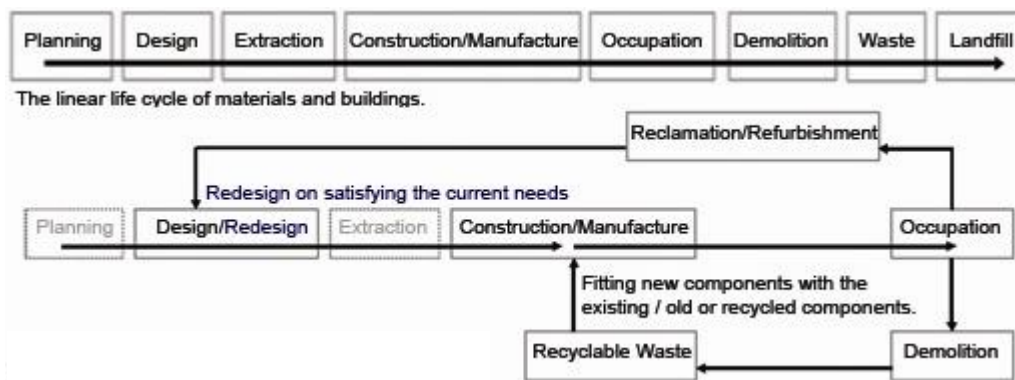 Planning Design Extraction Construction/Manufacture Occupation Demolition Waste Landfill
The linear life cycle of materials and buildings.
Reclamation/Refurbishment
Redesign on satisfying the current needs
Planning Design/Redesign Extraction Construction/Manufacture Occupation
Fitting new components with the
existing / old or recycled components.
Recyclable Waste Demolition